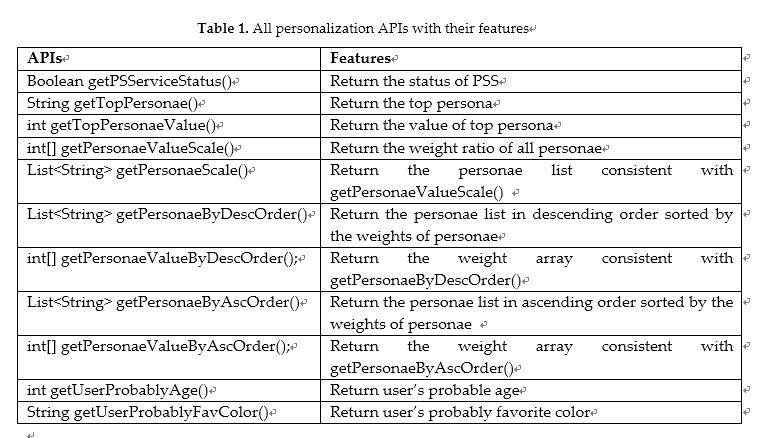 Table 1. All personalization APIs with their features
APIs Features
Boolean getPSServiceStatus() Return the status of PSS
String getTopPersonae() Return the top persona
int getTopPersonaeValue() Return the value of top persona
int[] getPersonaeValueScale() Return the weight ratio of all personae
List<String> getPersonaeScale() Return the personae list consistent with
getPersonaeValueScale()
List<String> getPersonaeByDescOrder() Return the personae list in descending order sorted by
the weights of personae
int[] getPersonaeValueByDescOrder(); Return the weight array consistent with
getPersonaeByDescOrder()
List<String> getPersonaeByAscOrder() Return the personae list in ascending order sorted by the
weights of personae
int[] getPersonaeValueByAscOrder(); Return the weight array consistent with
getPersonaeByAscOrder()
int getUserProbablyAge() Return user's probable age
String getUserProbablyFavColor() Return user's probably favorite color